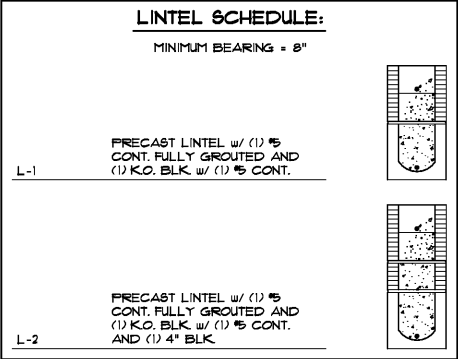 LINTEL SCHEDULE:
MINIMUM BEARING = 8"
PRECAST LINTEL W/ (1) #5
CONT. FULLY GROUTED AND
L-1 (1) K.O. BLK. W/ (1) #5 CONT.
PRECAST LINTEL W/ (1) #5
CONT. FULLY GROUTED AND
(1) K.O. BLK. W/ (1) #5 CONT.
L-2 AND (1) 4" BLK.